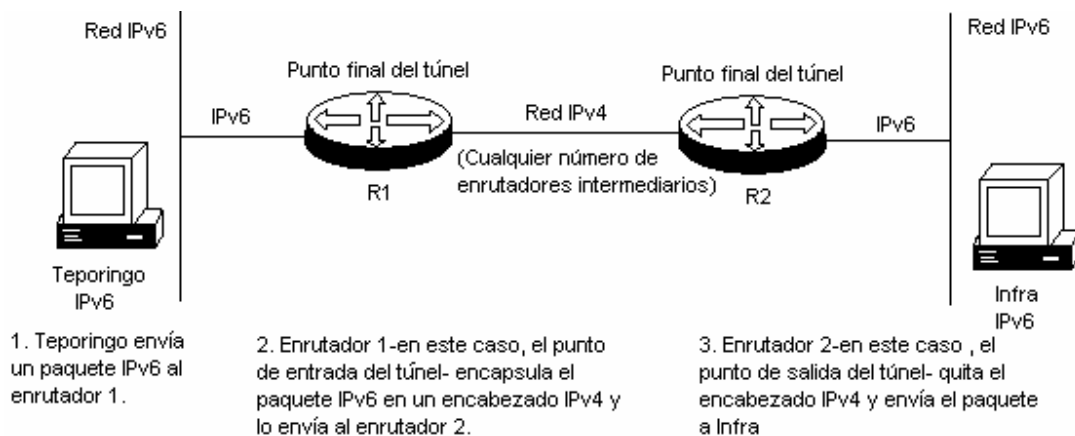 Red IPv6
Red IPv6
Punto final del túnel
Punto final del túnel
IPv6
Red IPv4
IPv6
(Cualquier número de
enrutadores intermediarios)
R1
R2
Teporingo
IPv6
Infra
IPv6
1. Teporingo envía
un paquete IPv6 al
enrutador 1.
2. Enrutador 1-en este caso, el punto
de entrada del túnel- encapsula el
paquete IPv6 en un encabezado IPv4 y
lo envía al enrutador 2.
3. Enrutador 2-en este caso , el
punto de salida del túnel- quita el
encabezado IPv4 y envía el paquete
a Infra